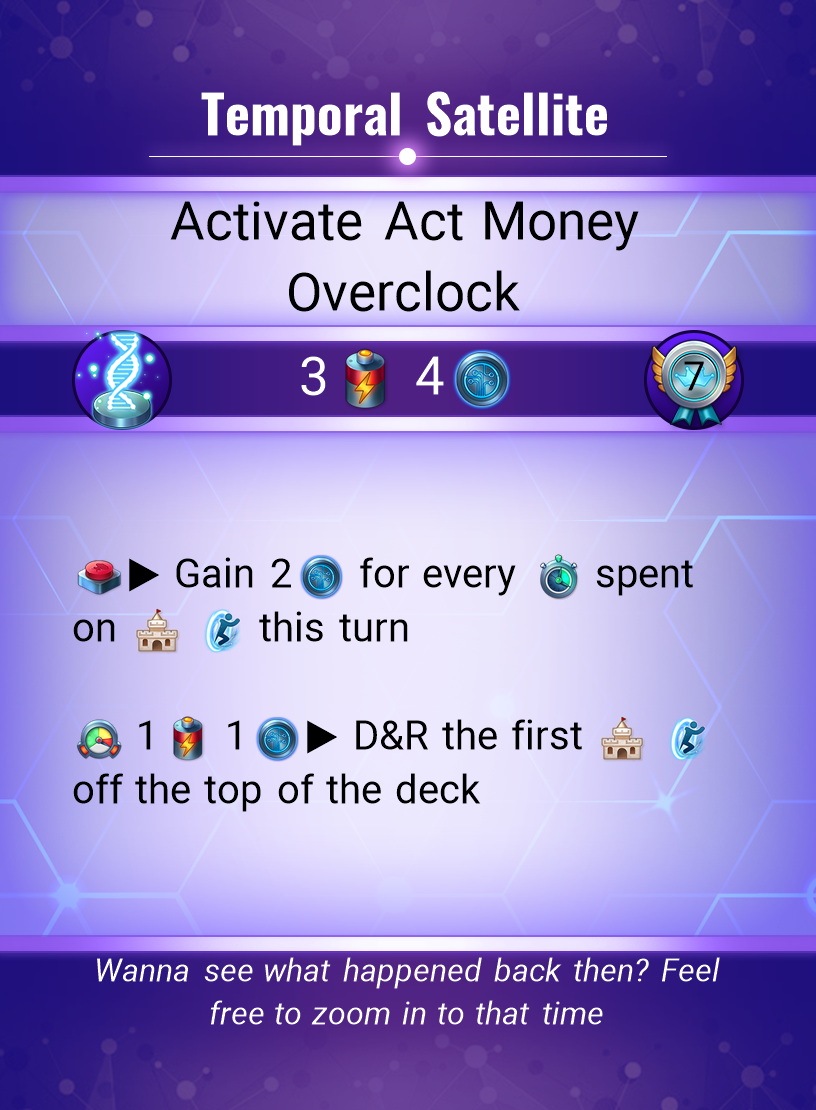 Temporal Satellite
Activate Act Money
Overclock
3 4 7
▶ Gain 2 for every spent
on this turn
1 1 ▶ D&R the first
off the top of the deck
Wanna see what happened back then? Feel
free to zoom in to that time